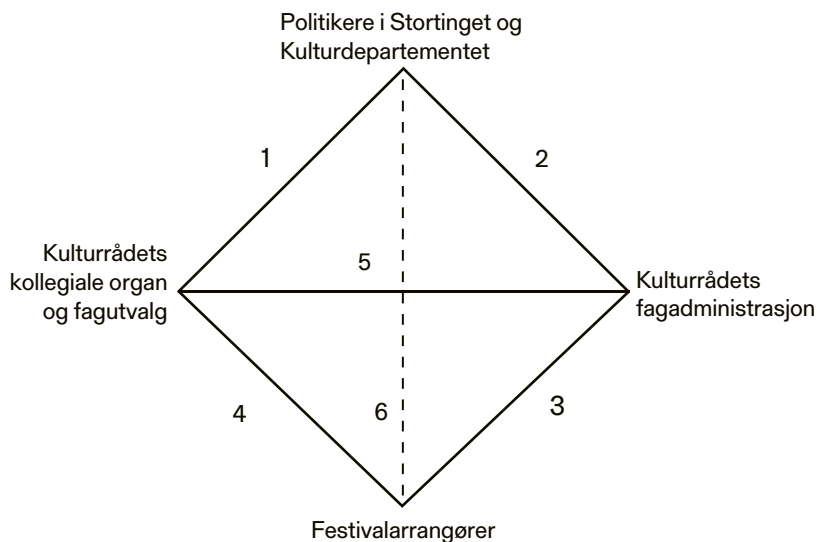 Politikere i Stortinget og
Kulturdepartementet
1
2
Kulturrådets
kollegiale organ
og fagutvalg
5
Kulturrådets
fagadministrasjon
4
6
3
Festivalarrangører